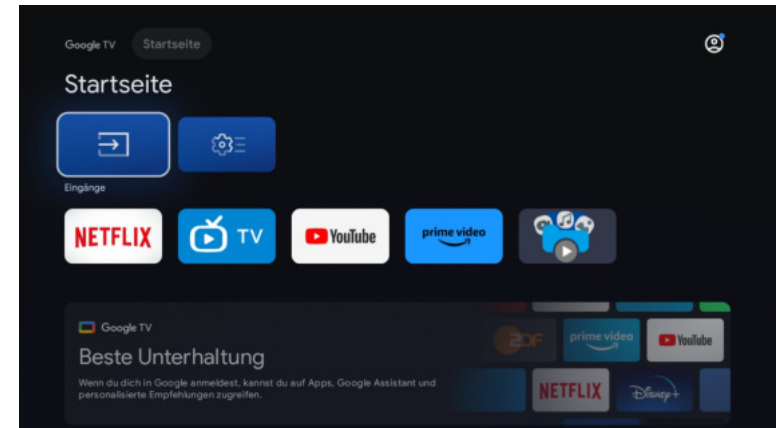 Google TV Startseite
Startseite
Eingänge
NETFLIX TV YouTube prime video
Google TV
Beste Unterhaltung
Wenn du dich in Google anmeldest, kannst du auf Apps, Google Assistant und
personalisierte Empfehlungen zugreifen.
ZDF prime video YouTube
NETFLIX Disney+